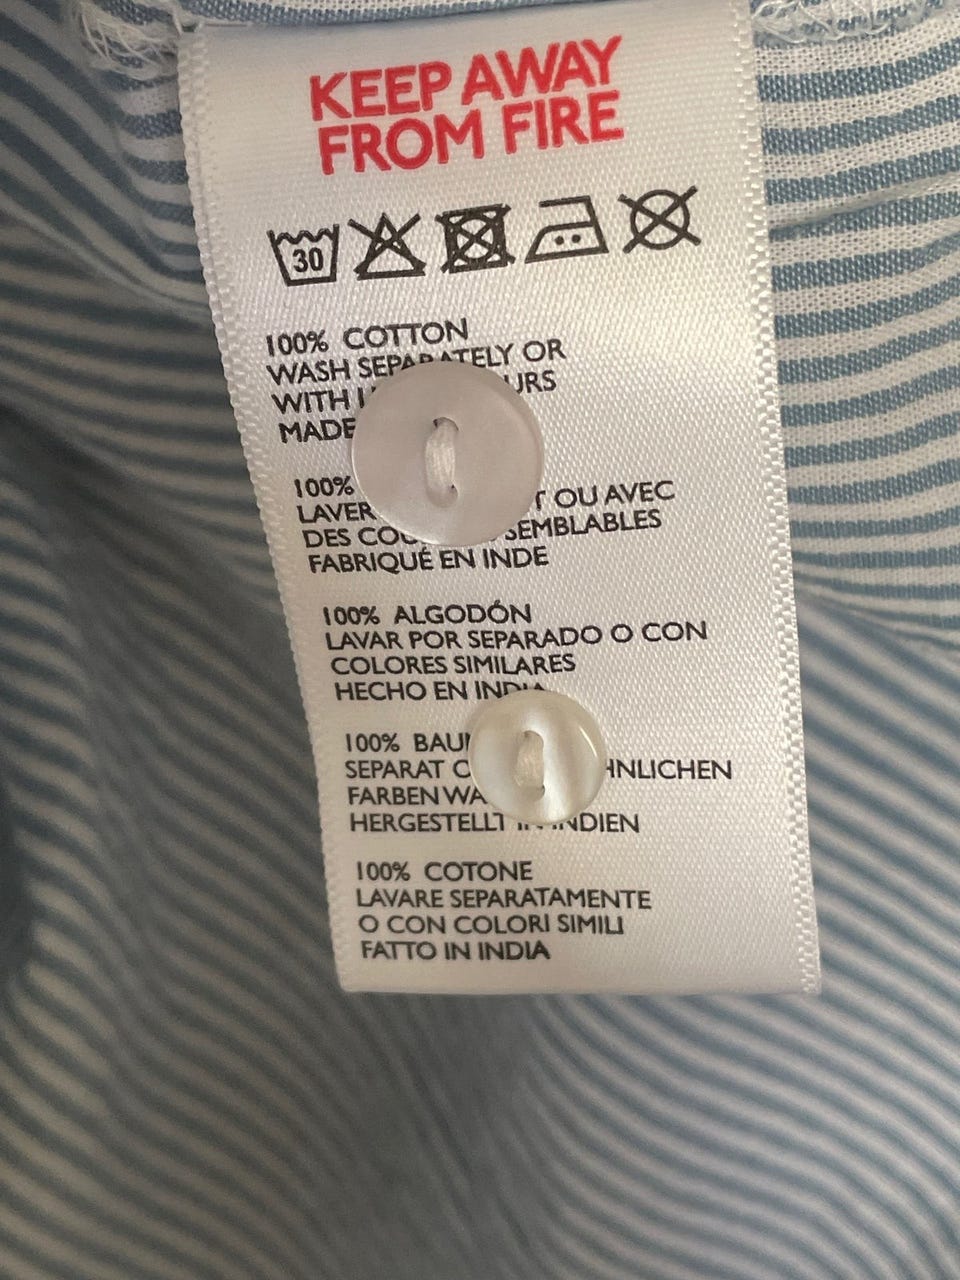 KEEP AWAY
FROM FIRE
30
100% COTTON
WASH SEPARATELY OR
WITH
MADE
100%
LAVER OU AVEC
DES
FABRIQUÉ EN INDE
100% ALGODÓN
LAVAR POR SEPARADO O CON
COLORES SIMILARES
HECHO EN INDIA
100%
SEPARAT
FARBEN
HERGESTELLT IN INDIEN
100% COTONE
LAVARE SEPARATAMENTE
O CON COLORI SIMILI
FATTO IN INDIA